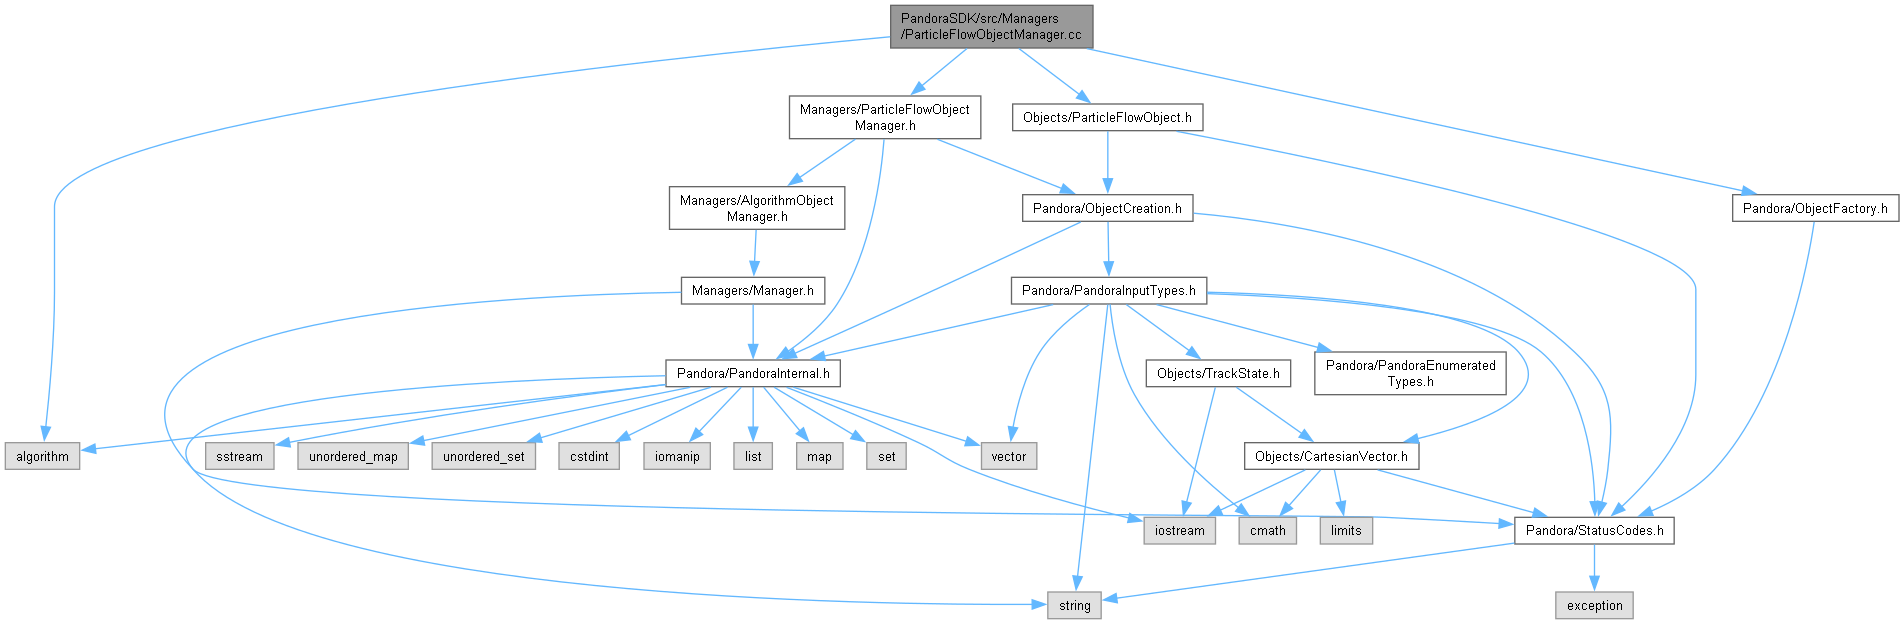 PandoraSDK/src/Managers
/ParticleFlowObjectManager.cc
Managers/ParticleFlowObject
Manager.h
Objects/ParticleFlowObject.h
Managers/AlgorithmObject
Manager.h
Pandora/ObjectCreation.h
Pandora/ObjectFactory.h
Managers/Manager.h
Pandora/PandoraInputTypes.h
Pandora/PandoraInternal.h
Objects/TrackState.h
Pandora/PandoraEnumerated
Types.h
algorithm
sstream
unordered_map
unordered_set
cstdint
iomanip
list
map
set
vector
Objects/CartesianVector.h
iostream
cmath
limits
Pandora/StatusCodes.h
string
exception